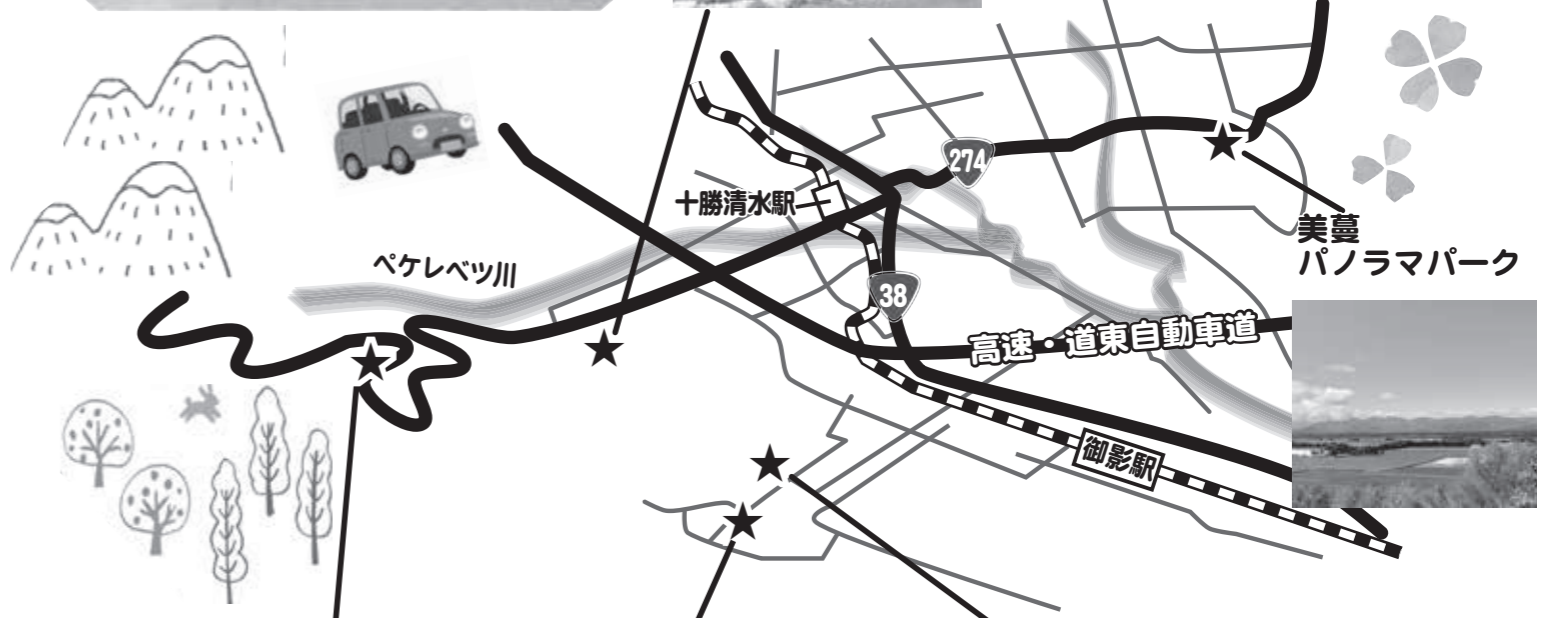 274
十勝清水駅
美蔓
パノラマパーク
ペケレベツ川
38
高速・道東自動車道
御影駅